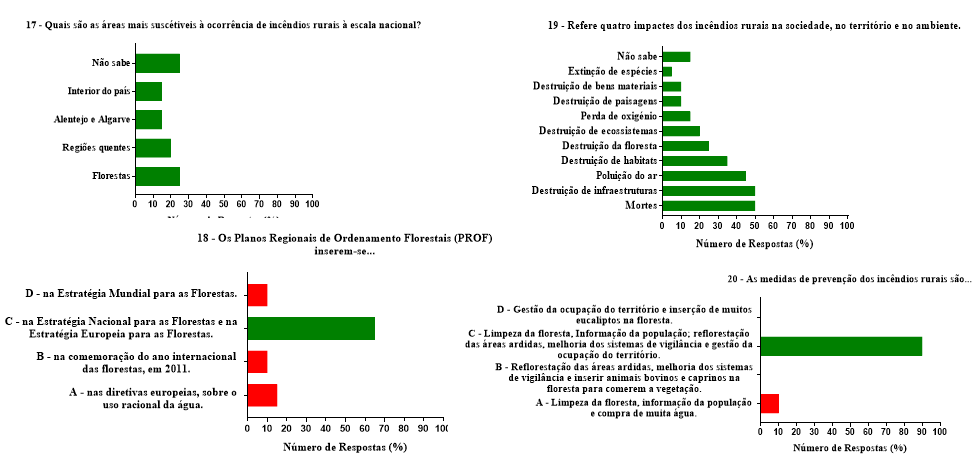 17 - Quais são as áreas mais suscétiveis à ocorrência de incêndios rurais à escala nacional?
Não sabe
Interior do país
Alentejo e Algarve
Regiões quentes
Florestas
0 10 20 30 40 50 60 70 80 90 100
19 - Refere quatro impactes dos incêndios rurais na sociedade, no território e no ambiente.
Não sabe
Extinção de espécies
Destruição de bens materiais
Destruição de paisagens
Perda de oxigénio
Destruição de ecossistemas
Destruição da floresta
Destruição de habitats
Poluição do ar
Destruição de infraestruturas
Mortes
0 10 20 30 40 50 60 70 80 90 100
Número de Respostas (%)
18 - Os Planos Regionais de Ordenamento Florestais (PROF)
inserem-se...
D - na Estratégia Mundial para as Florestas.
C - na Estratégia Nacional para as Florestas e na
Estratégia Europeia para as Florestas.
B - na comemoração do ano internacional
das florestas, em 2011.
A - nas diretivas europeias, sobre o
uso racional da água.
0 10 20 30 40 50 60 70 80 90 100
Número de Respostas (%)
20 - As medidas de prevenção dos incêndios rurais são...
D - Gestão da ocupação do território e inserção de muitos
eucaliptos na floresta.
C - Limpeza da floresta, Informação da população; reflorestação
das áreas ardidas, melhoria dos sistemas de vigilância e gestão da
ocupação do território.
B - Reflorestação das áreas ardidas, melhoria dos sistemas
de vigilância e inserir animais bovinos e caprinos na
floresta para comerem a vegetação.
A - Limpeza da floresta, informação da população
e compra de muita água.
0 10 20 30 40 50 60 70 80 90 100
Número de Respostas (%)